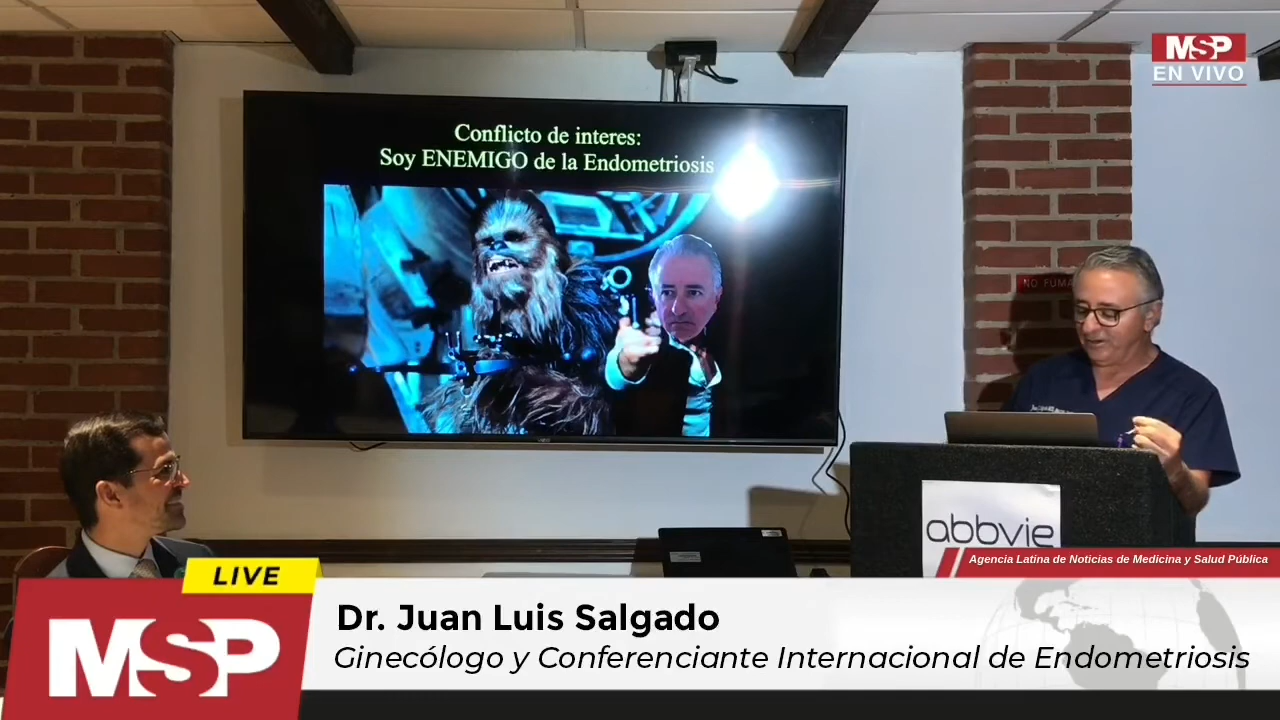 MSP
EN VIVO
Conflicto de interes:
Soy ENEMIGO de la Endometriosis
NO FUMA
abbvie
Agencia Latina de Noticias de Medicina y Salud Pública
LIVE
MSP
Dr. Juan Luis Salgado
Ginecólogo y Conferenciante Internacional de Endometriosis